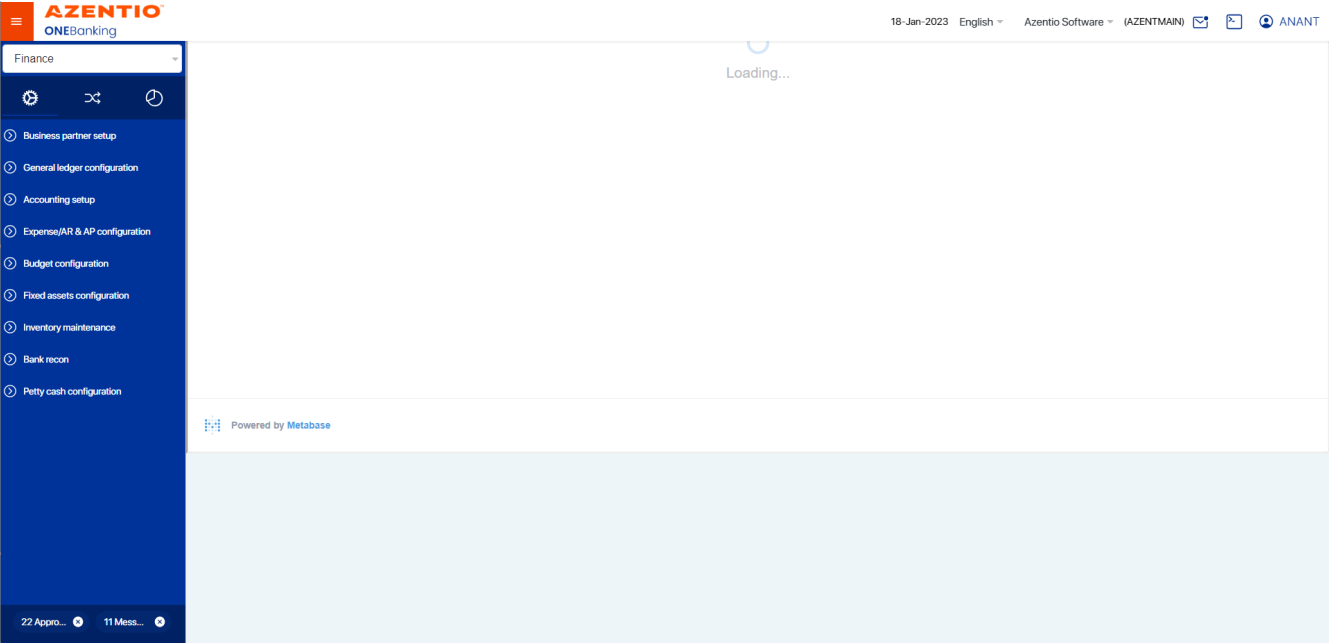 AZENTIO™
ONEBanking
18-Jan-2023 English Azentio Software (AZENTMAIN) ANANT
Finance
Loading...
Business partner setup
General ledger configuration
Accounting setup
Expense/AR & AP configuration
Budget configuration
Fixed assets configuration
Inventory maintenance
Bank recon
Petty cash configuration
Powered by Metabase
22 Appro... 11 Mess...